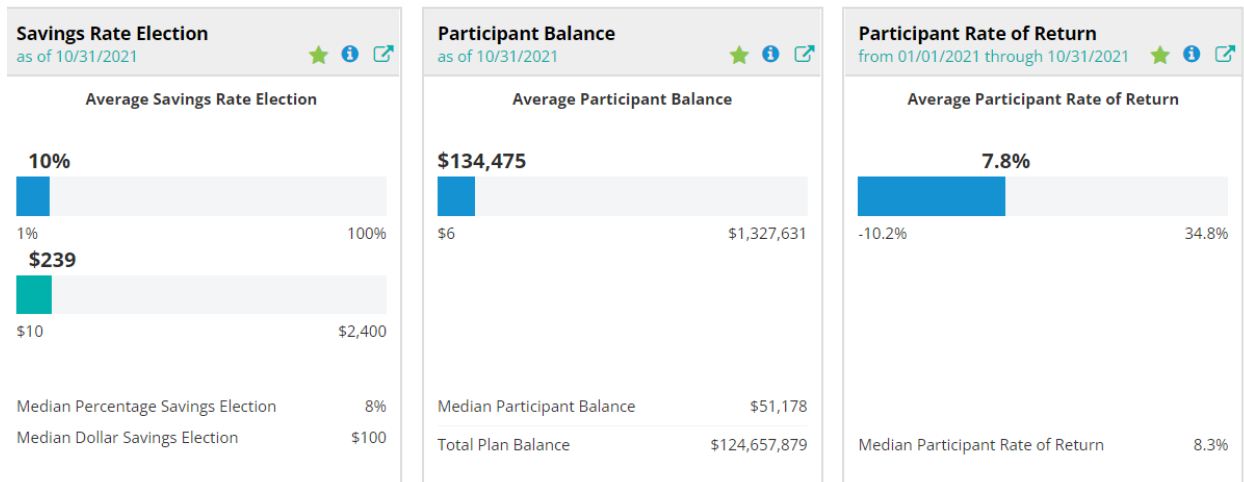 Savings Rate Election
as of 10/31/2021
Average Savings Rate Election
10%
1% 100%
$239
$10 $2,400
Median Percentage Savings Election 8%
Median Dollar Savings Election $100
Participant Balance
as of 10/31/2021
Average Participant Balance
$134,475
$6 $1,327,631
Median Participant Balance $51,178
Total Plan Balance $124,657,879
Participant Rate of Return
from 01/01/2021 through 10/31/2021
Average Participant Rate of Return
7.8%
-10.2% 34.8%
Median Participant Rate of Return 8.3%